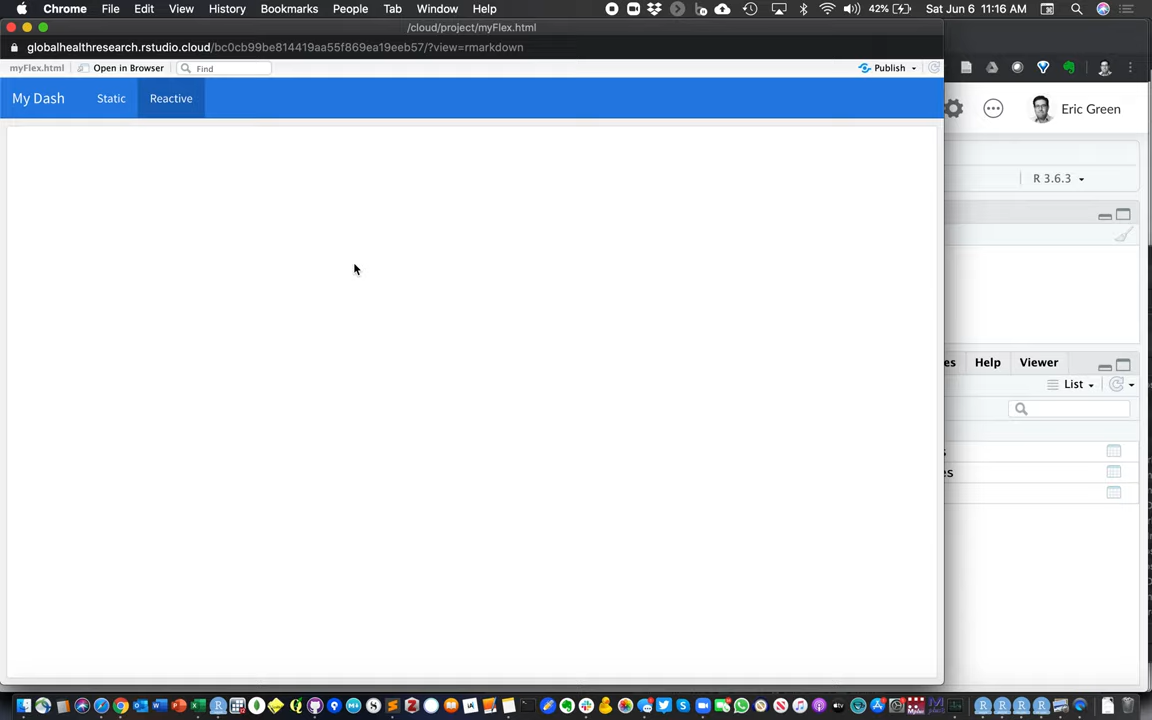 Chrome File Edit View History Bookmarks People Tab Window Help 42% Sat Jun 6 11:16 AM
/cloud/project/myFlex.html
globalhealthresearch.rstudio.cloud/bc0cb99be814419aa55f869ea19eeb57/?view=rmarkdown
myFlex.html Open in Browser Find Publish
My Dash Static Reactive
Eric Green
R 3.6.3
es Help Viewer
List
s
es